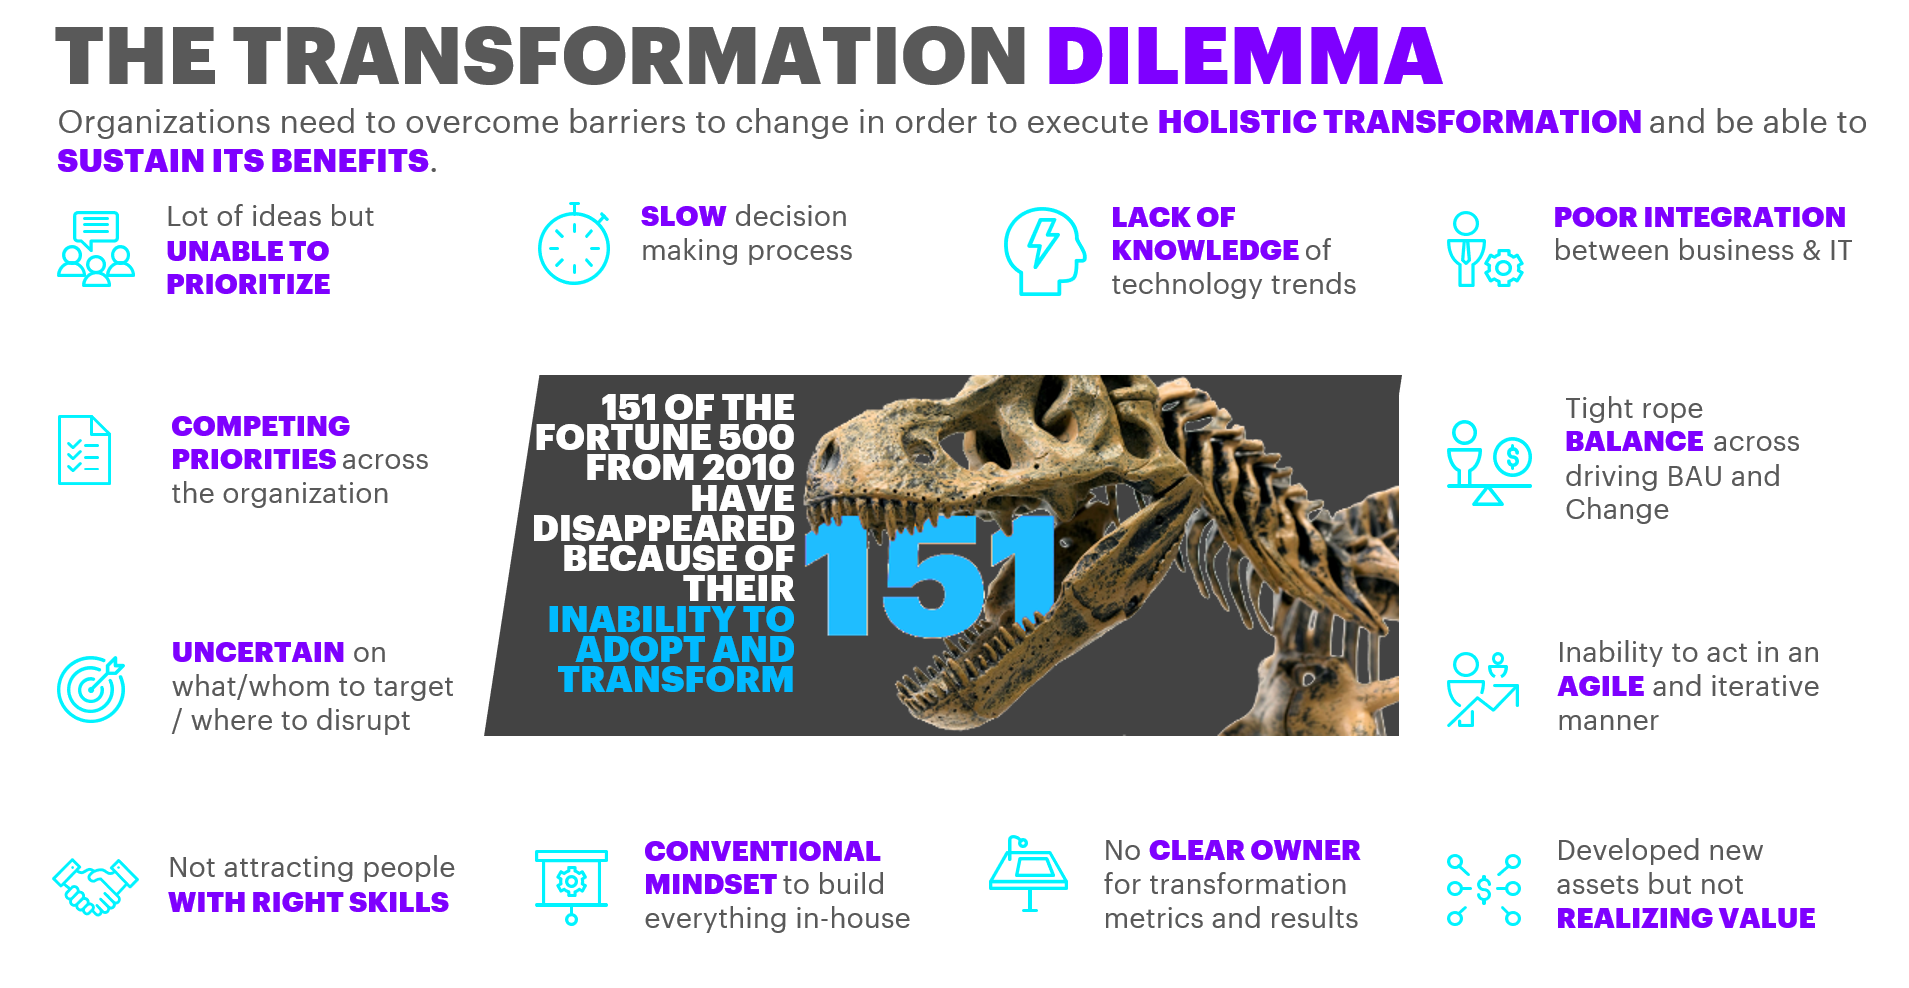 THE TRANSFORMATION DILEMMA
Organizations need to overcome barriers to change in order to execute HOLISTIC TRANSFORMATION and be able to
SUSTAIN ITS BENEFITS.
Lot of ideas but
UNABLE TO
PRIORITIZE
SLOW decision
making process
LACK OF
KNOWLEDGE of
technology trends
POOR INTEGRATION
between business & IT
COMPETING
PRIORITIES across
the organization
151 OF THE
FORTUNE 500
FROM 2010
HAVE
DISAPPEARED
BECAUSE OF
THEIR
INABILITY TO
ADOPT AND
TRANSFORM
151
Tight rope
BALANCE across
driving BAU and
Change
UNCERTAIN on
what/whom to target
/ where to disrupt
Inability to act in an
AGILE and iterative
manner
Not attracting people
WITH RIGHT SKILLS
CONVENTIONAL
MINDSET to build
everything in-house
No CLEAR OWNER
for transformation
metrics and results
Developed new
assets but not
REALIZING VALUE